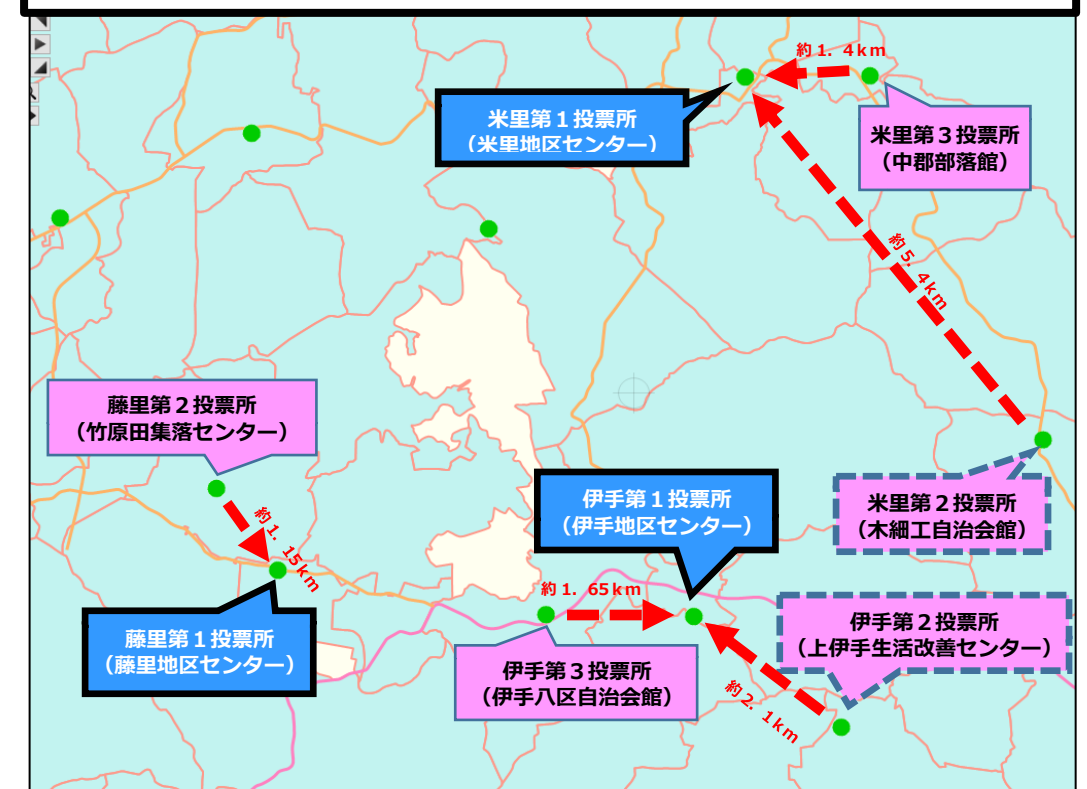 約1．4km
米里第１投票所
（米里地区センター）
米里第３投票所
（中郡部落館）
約5．4km
藤里第２投票所
（竹原田集落センター）
約1．15km
伊手第１投票所
（伊手地区センター）
米里第２投票所
（木細工自治会館）
約1．65km
藤里第１投票所
（藤里地区センター）
伊手第３投票所
（伊手八区自治会館）
伊手第２投票所
（上伊手生活改善センター）
約2．1km